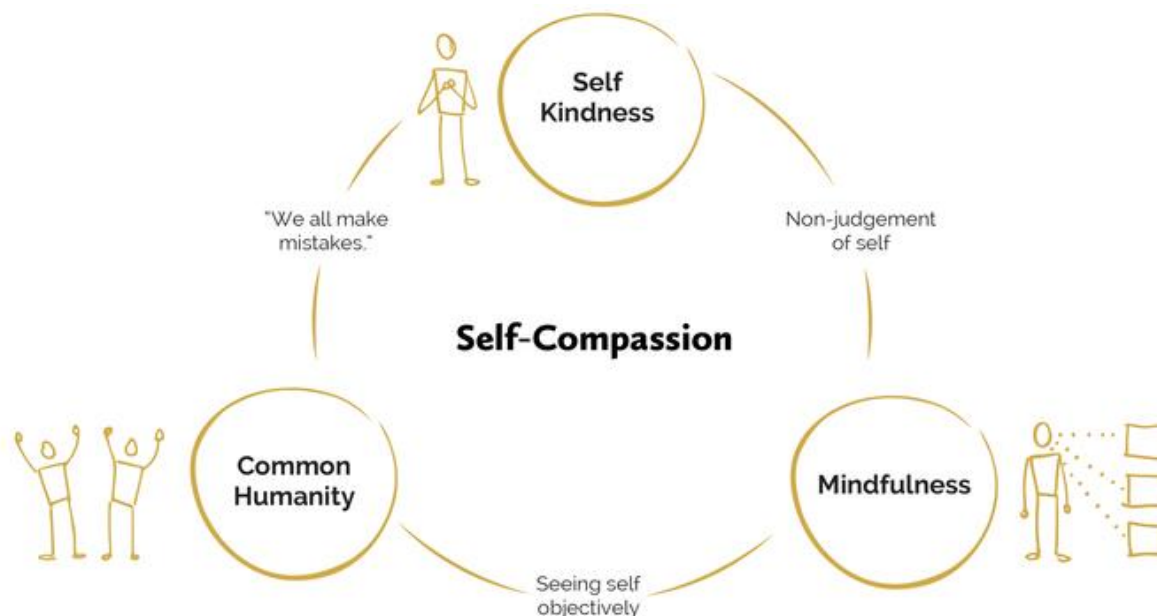 Self
Kindness
"We all make
mistakes."
Non-judgement
of self
Self-Compassion
Common
Humanity
Mindfulness
Seeing self
objectively